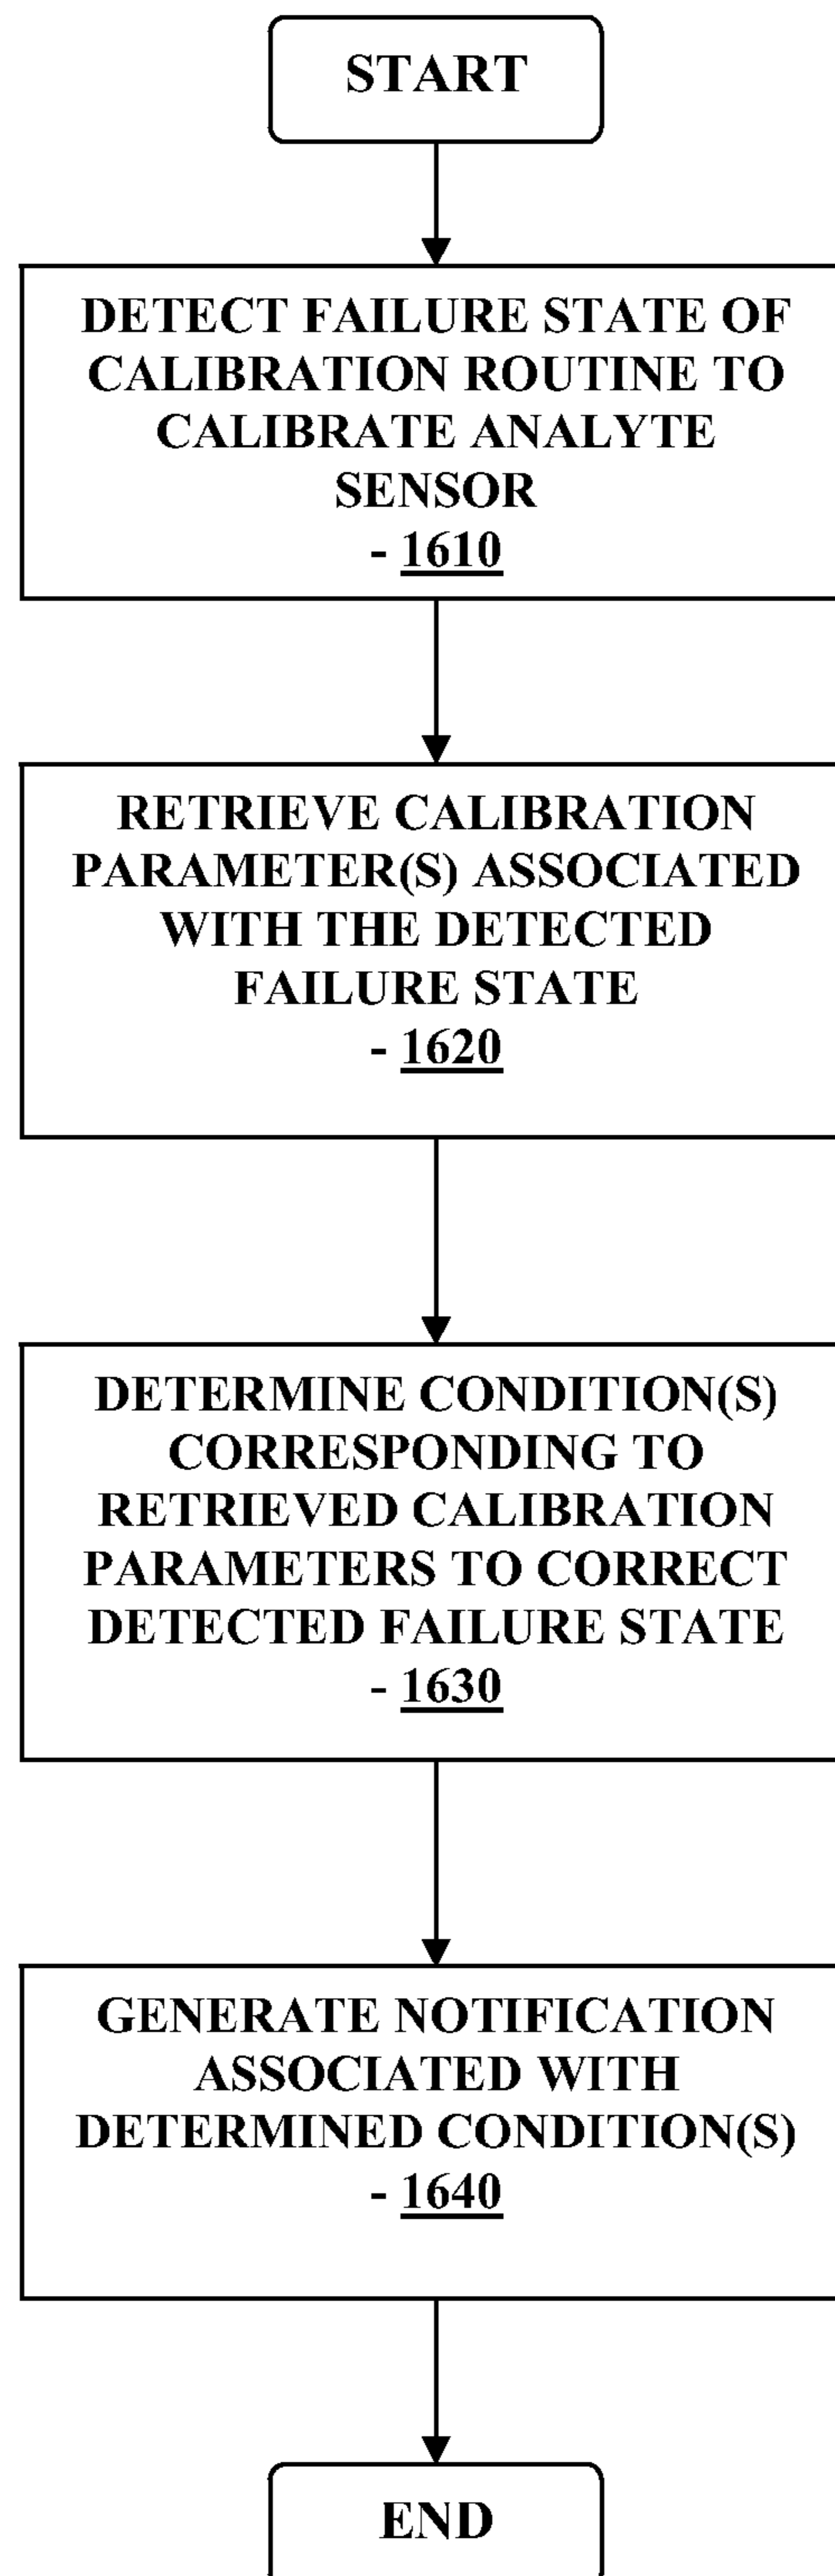 START
DETECT FAILURE STATE OF
CALIBRATION ROUTINE TO
CALIBRATE ANALYTE
SENSOR
- 1610
RETRIEVE CALIBRATION
PARAMETER(S) ASSOCIATED
WITH THE DETECTED
FAILURE STATE
- 1620
DETERMINE CONDITION(S)
CORRESPONDING TO
RETRIEVED CALIBRATION
PARAMETERS TO CORRECT
DETECTED FAILURE STATE
- 1630
GENERATE NOTIFICATION
ASSOCIATED WITH
DETERMINED CONDITION(S)
- 1640
END